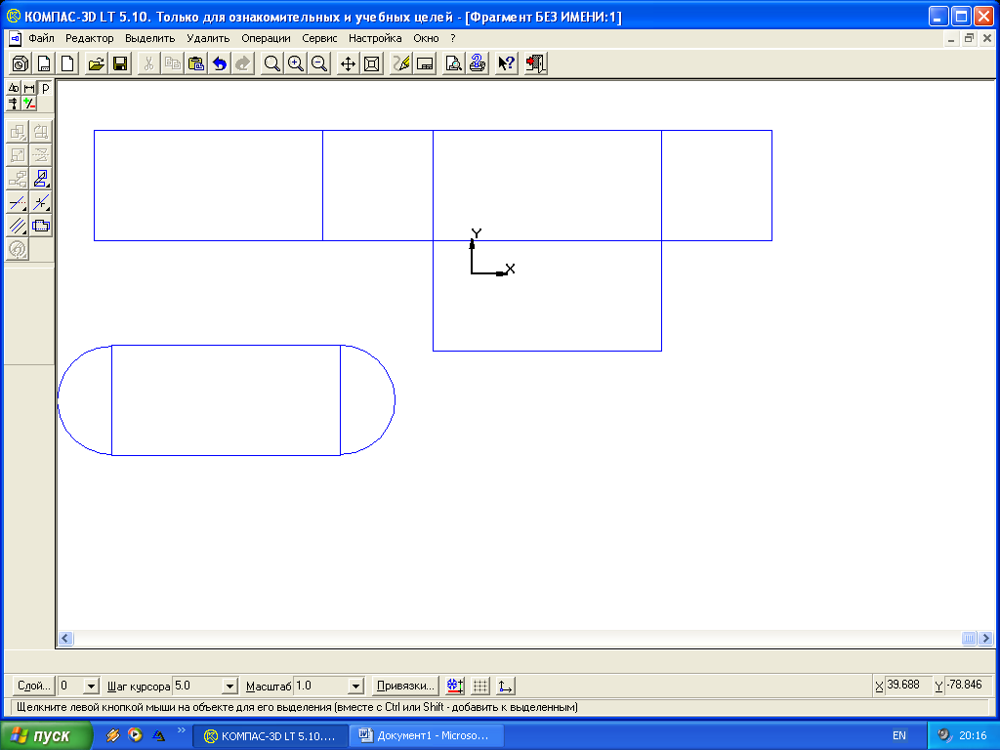 КОМПАС-3D LT 5.10. Только для ознакомительных и учебных целей - [Фрагмент БЕЗ ИМЕНИ:1]
Файл Редактор Выделить Удалить Операции Сервис Настройка Окно ?
P
Y
X
Слой... 0 Шаг курсора 5.0 Масштаб 1.0 Привязки... X 39.688 Y -78.846
Щелкните левой кнопкой мыши на объекте для его выделения (вместе с Ctrl или Shift - добавить к выделенным)
пуск » КОМПАС-3D LT 5.10.... Документ1 - Microso... EN 20:16